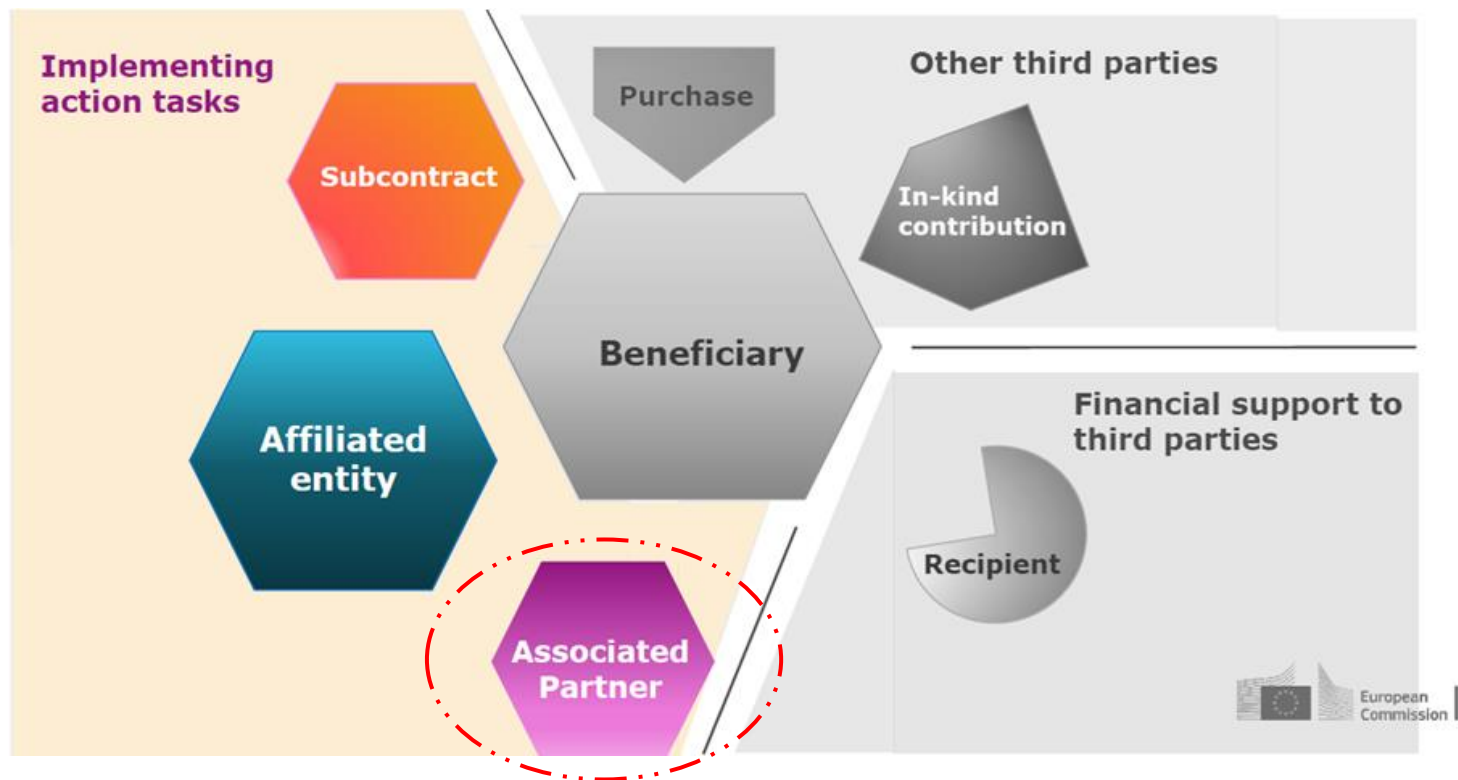 Implementing
action tasks
Subcontract
Purchase
Other third parties
In-kind
contribution
Beneficiary
Affiliated
entity
Associated
Partner
Financial support to
third parties
Recipient
European
Commission